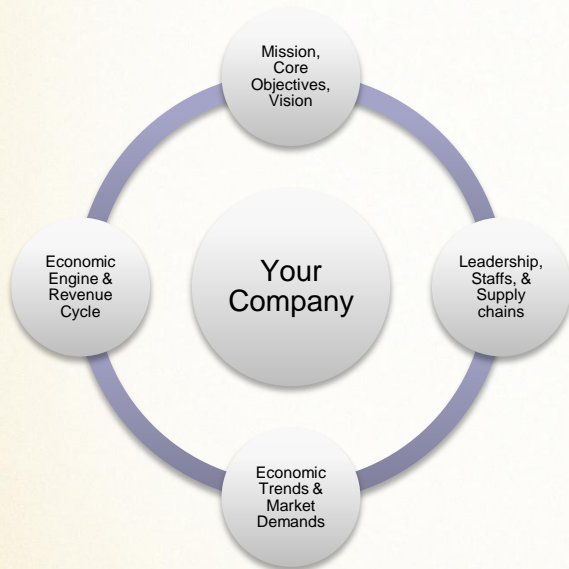 Mission,
Core
Objectives,
Vision
Economic
Engine &
Revenue
Cycle
Your
Company
Leadership,
Staffs, &
Supply
chains
Economic
Trends &
Market
Demands